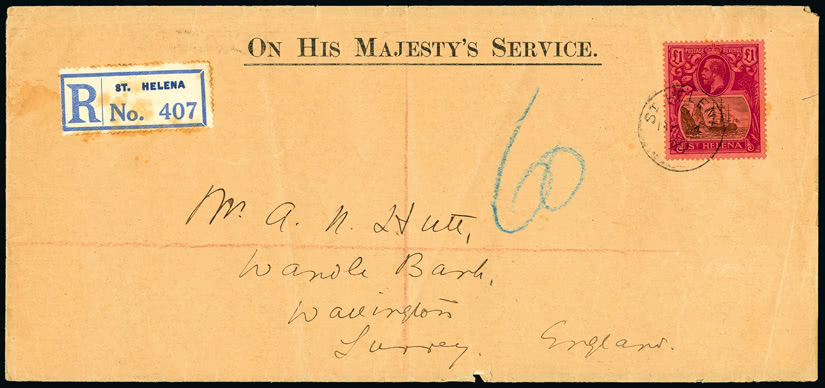 ON HIS MAJESTY'S SERVICE.
R
ST. HELENA
No. 407
POSTAGE REVENUE
£1 £1
ST HELENA
60
Mr. A. N. Hutt,
Wandle Bank,
Wallington
Surrey. England.